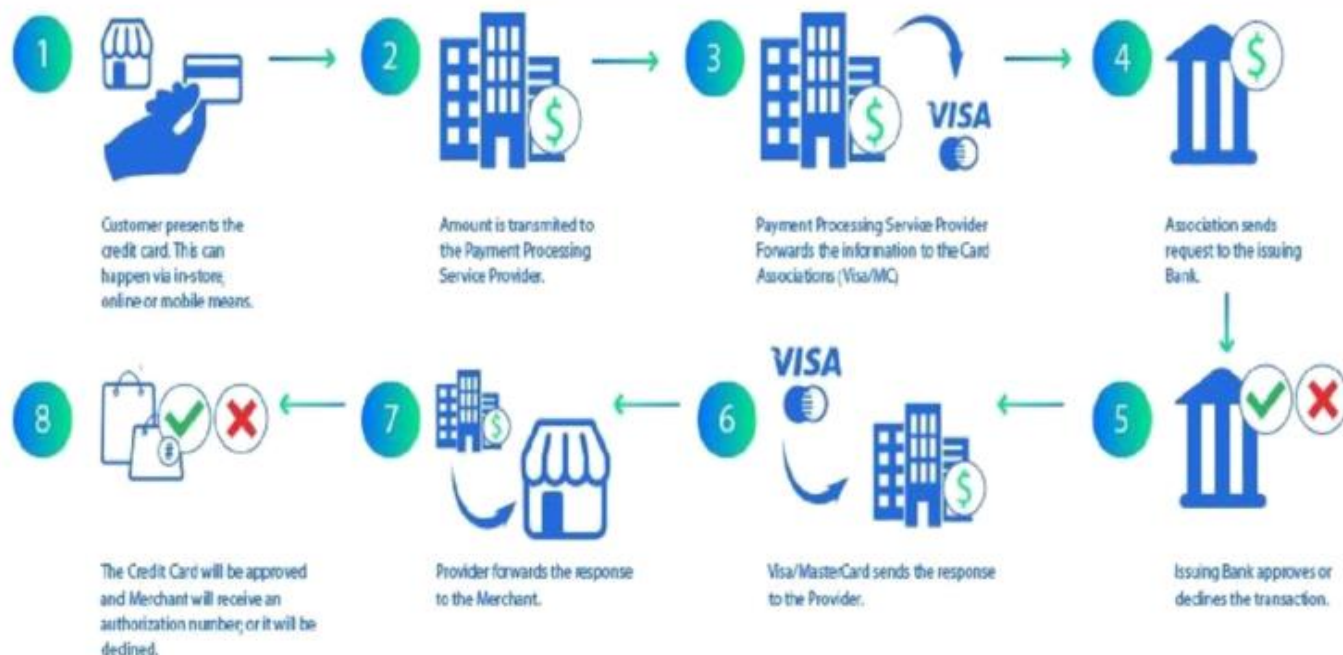 1
Customer presents the
credit card. This can
happen via in-store,
online or mobile means.
2
Amount is transmited to
the Payment Processing
Service Provider.
3
VISA
Payment Processing Service Provider
Forwards the information to the Card
Associations (Visa/MC)
4
Association sends
request to the issuing
Bank.
5
Issuing Bank approves or
declines the transaction.
6
VISA
Visa/MasterCard sends the response
to the Provider.
7
Provider forwards the response
to the Merchant.
8
The Credit Card will be approved
and Merchant will receive an
authorization number; or it will be
declined.